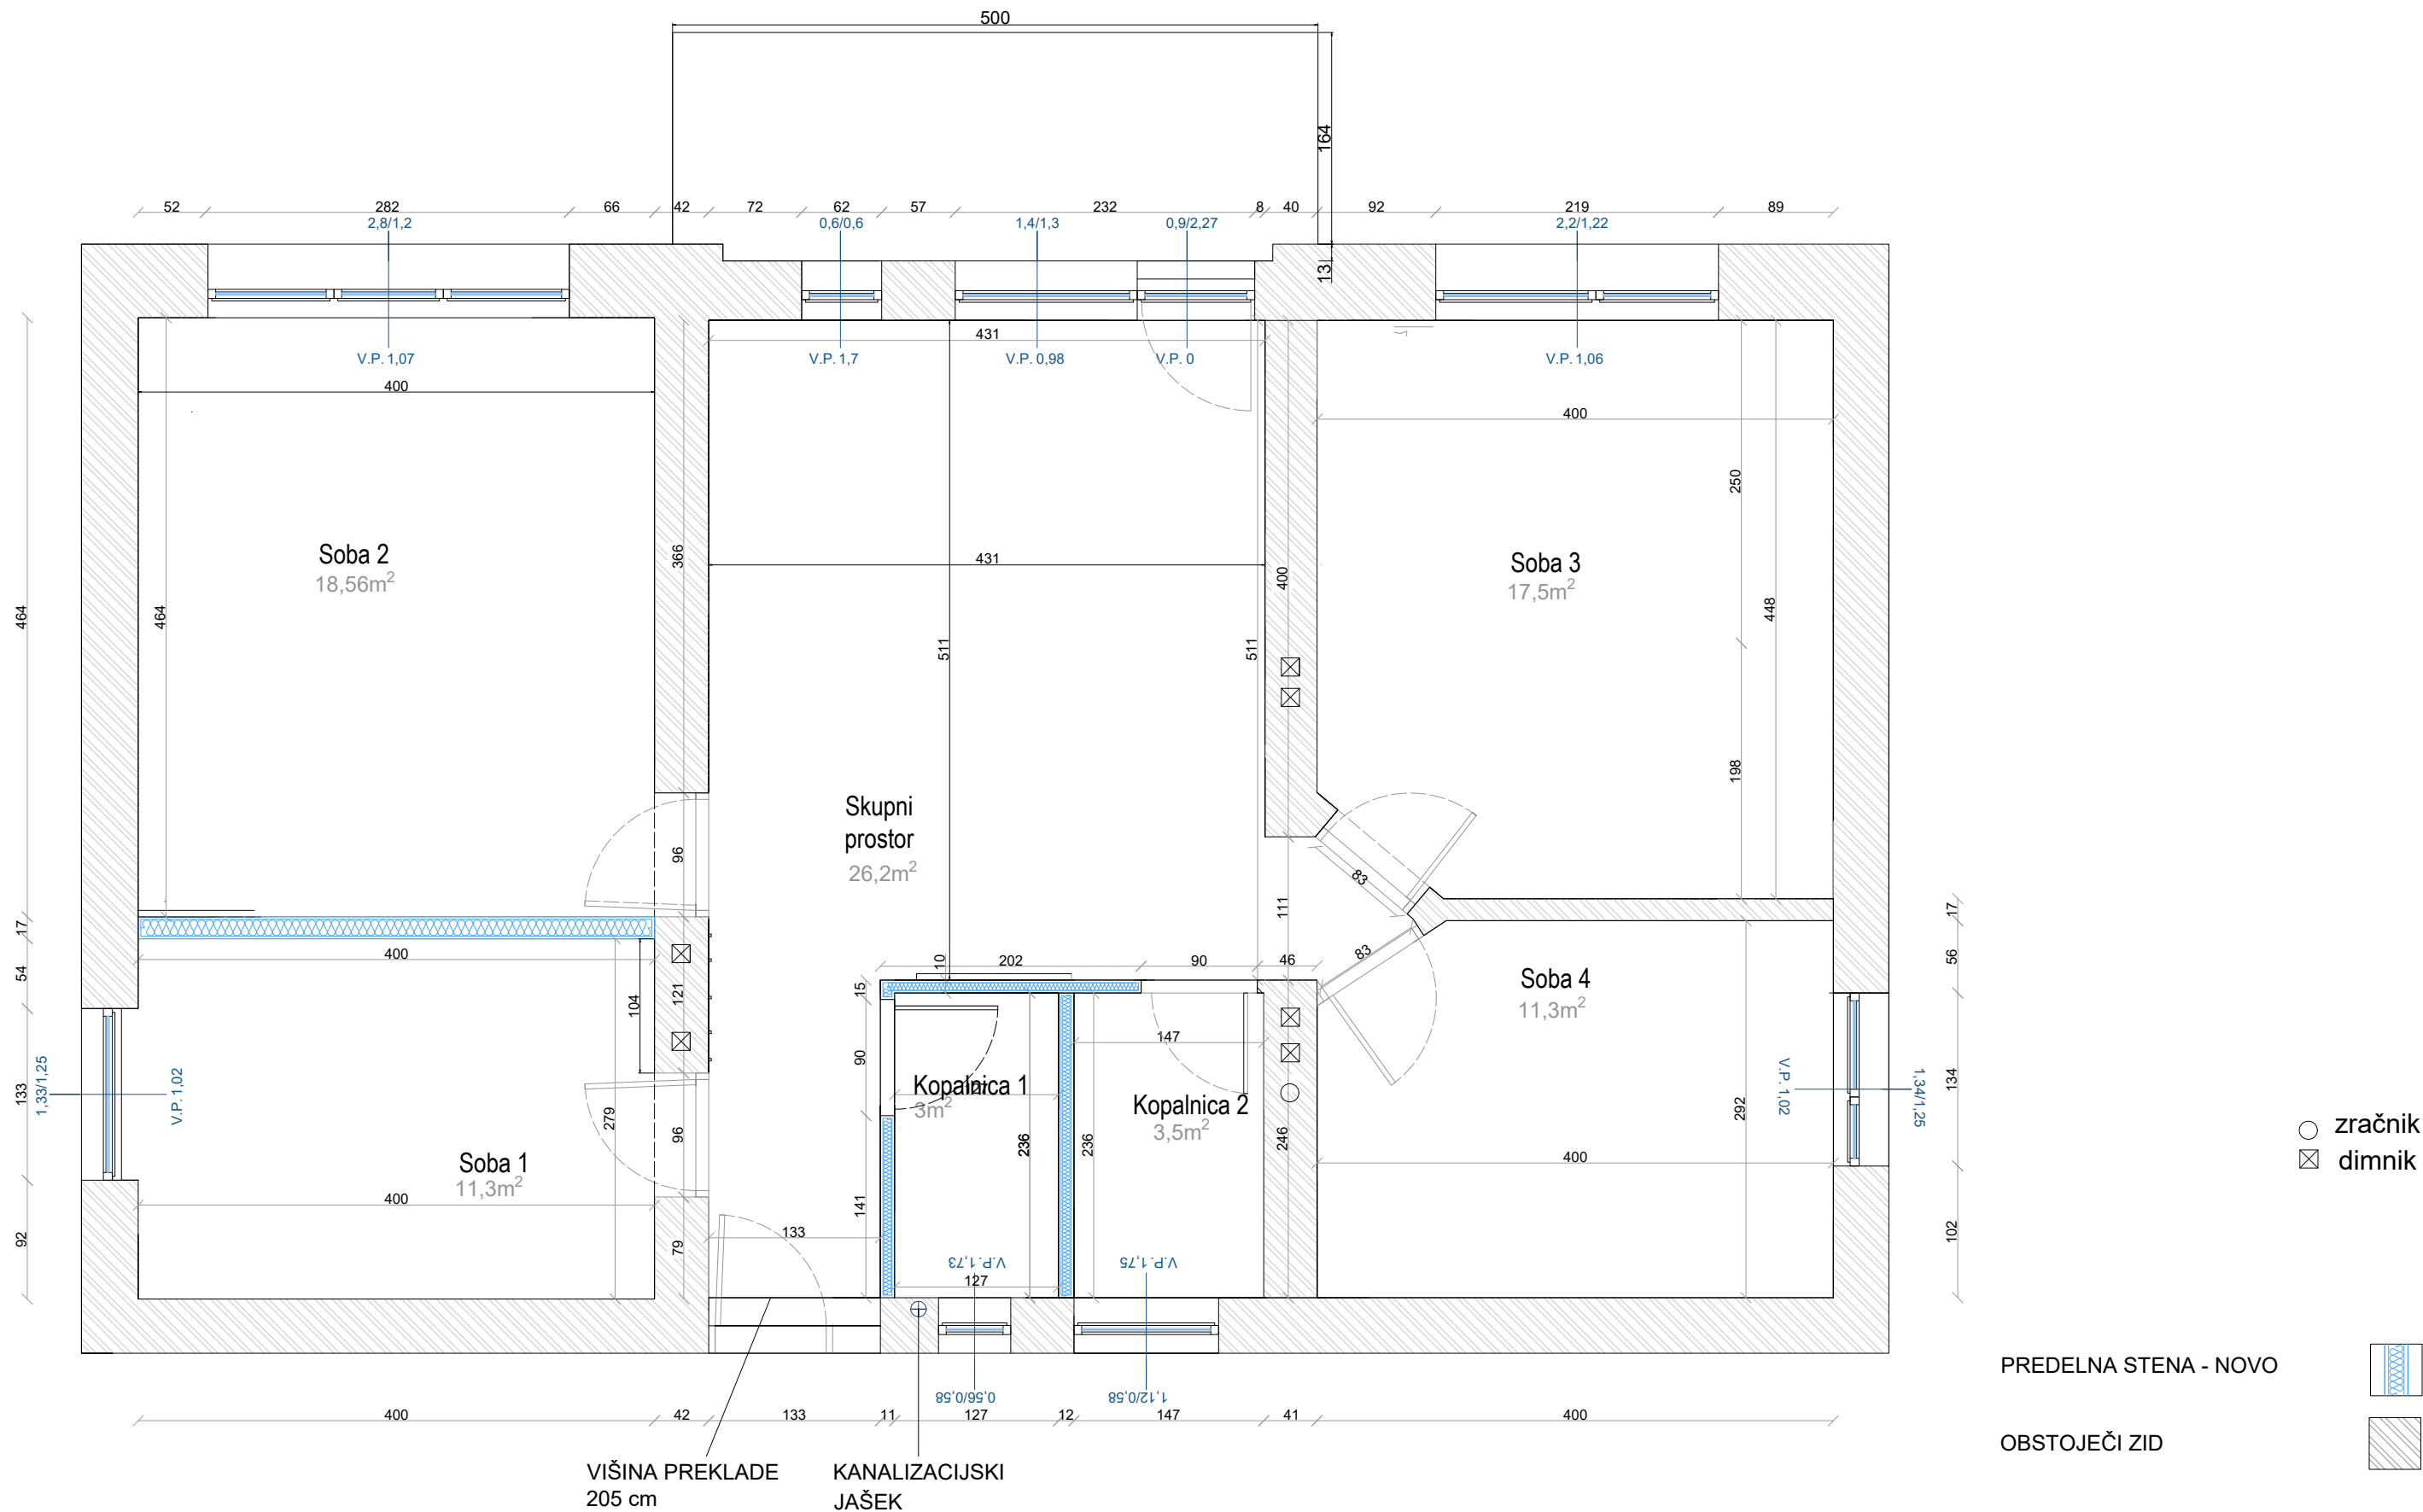 500
164
13
52 282 66 42 72 62 57 232 8 40 92 219 89
2,8/1,2 0,6/0,6 1,4/1,3 0,9/2,27 2,2/1,22
V.P. 1,07 V.P. 1,7 V.P. 0,98 V.P. 0 V.P. 1,06
431
400
400
431
464
464
366
511
511
400
250
198
448
Soba 2
18,56m²
Soba 3
17,5m²
Skupni
prostor
26,2m²
96
83
111
83
17
54
133
92
1,33/1,25
V.P. 1,02
400
104
121
279
96
79
Soba 1
11,3m²
400
202 90 46
10
15
90
141
133
147
Kopalnica 1
127
3m²
236
236
Kopalnica 2
3,5m²
246
V.P. 1,73
127
V.P. 1,75
Soba 4
11,3m²
292
400
V.P. 1,02
1,34/1,25
17
56
134
102
zračnik
dimnik
0,56/0,58
1,12/0,58
400 42 133 11 127 12 147 41 400
VIŠINA PREKLADE
205 cm
KANALIZACIJSKI
JAŠEK
PREDELNA STENA - NOVO
OBSTOJEČI ZID